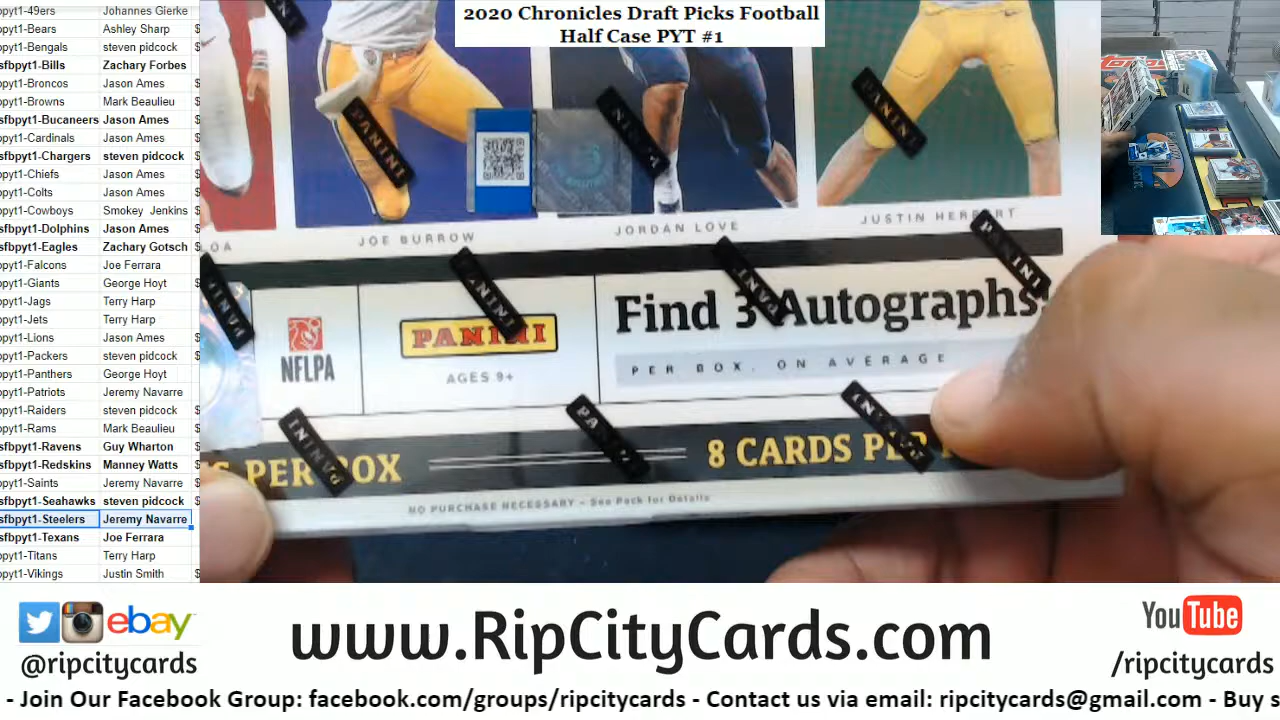 2020 Chronicles Draft Picks Football
Half Case PYT #1
pyt1-49ers Johannes Gierke
pyt1-Bears Ashley Sharp
pyt1-Bengals steven pidcock
sfbpyt1-Bills Zachary Forbes
pyt1-Broncos Jason Ames
pyt1-Browns Mark Beaulieu
sfbpyt1-Bucaneers Jason Ames
pyt1-Cardinals Jason Ames
sfbpyt1-Chargers steven pidcock
pyt1-Chiefs Jason Ames
pyt1-Colts Jason Ames
pyt1-Cowboys Smokey Jenkins
sfbpyt1-Dolphins Jason Ames
sfbpyt1-Eagles Zachary Gotsch
pyt1-Falcons Joe Ferrara
pyt1-Giants George Hoyt
pyt1-Jags Terry Harp
pyt1-Jets Terry Harp
pyt1-Lions Jason Ames
pyt1-Packers steven pidcock
pyt1-Panthers George Hoyt
pyt1-Patriots Jeremy Navarre
pyt1-Raiders steven pidcock
pyt1-Rams Mark Beaulieu
sfbpyt1-Ravens Guy Wharton
sfbpyt1-Redskins Manney Watts
pyt1-Saints Jeremy Navarre
sfbpyt1-Seahawks steven pidcock
sfbpyt1-Steelers Jeremy Navarre
sfbpyt1-Texans Joe Ferrara
pyt1-Titans Terry Harp
pyt1-Vikings Justin Smith
OA JOE BURROW JORDAN LOVE JUSTIN HERBERT
PANINI
NFLPA
PANINI
AGES 9+
Find 3 Autographs
PER BOX, ON AVERAGE
S PER BOX 8 CARDS PER
NO PURCHASE NECESSARY - See Pack for Details
ebay
@ripcitycards
www.RipCityCards.com
YouTube
/ripcitycards
- Join Our Facebook Group: facebook.com/groups/ripcitycards - Contact us via email: ripcitycards@gmail.com - Buy s